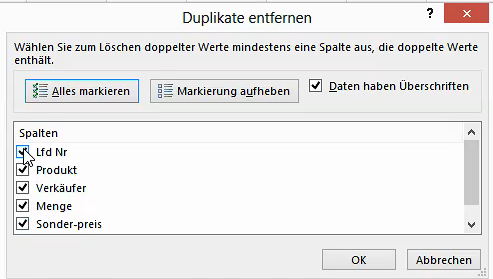 Duplikate entfernen
?
Wählen Sie zum Löschen doppelter Werte mindestens eine Spalte aus, die doppelte Werte
enthält.
Alles markieren
Markierung aufheben
Daten haben Überschriften
Spalten
Lfd Nr
Produkt
Verkäufer
Menge
Sonder-preis
OK
Abbrechen